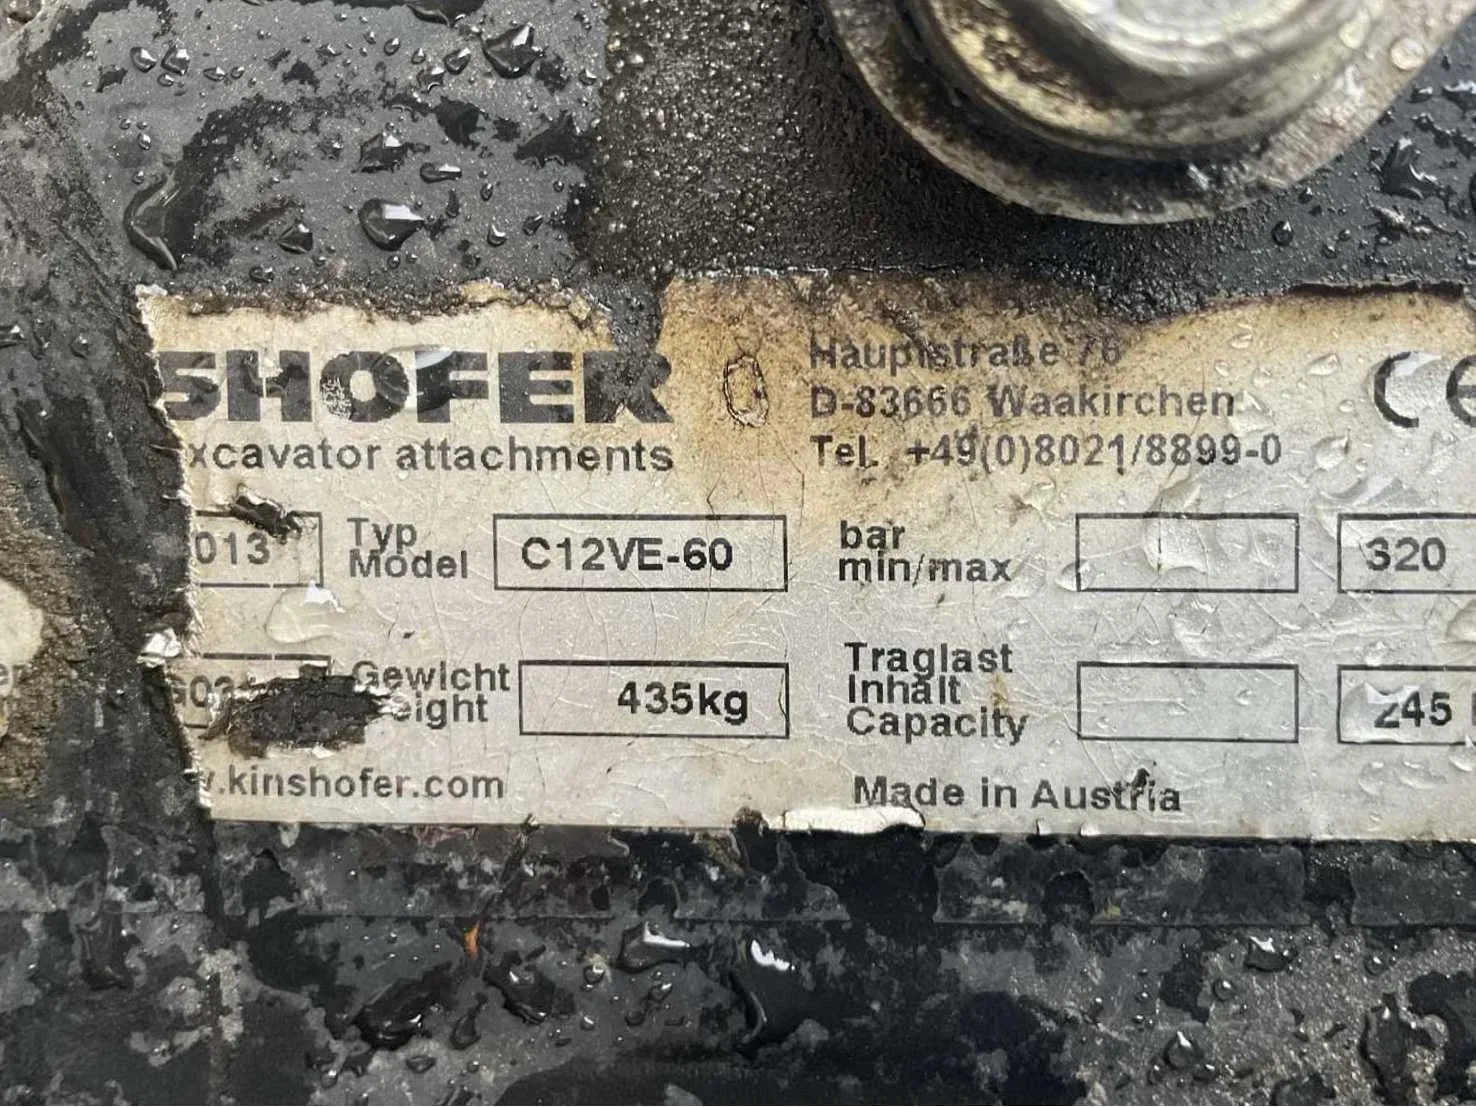 SHOFER
xcavator attachments
Hauptstraße 76
D-83666 Waakirchen
Tel. +49(0)8021/8899-0
CE
013 Typ Model C12VE-60 bar min/max 320
Gewicht eight 435kg Traglast Inhalt Capacity 245
.kinshofer.com
Made in Austria